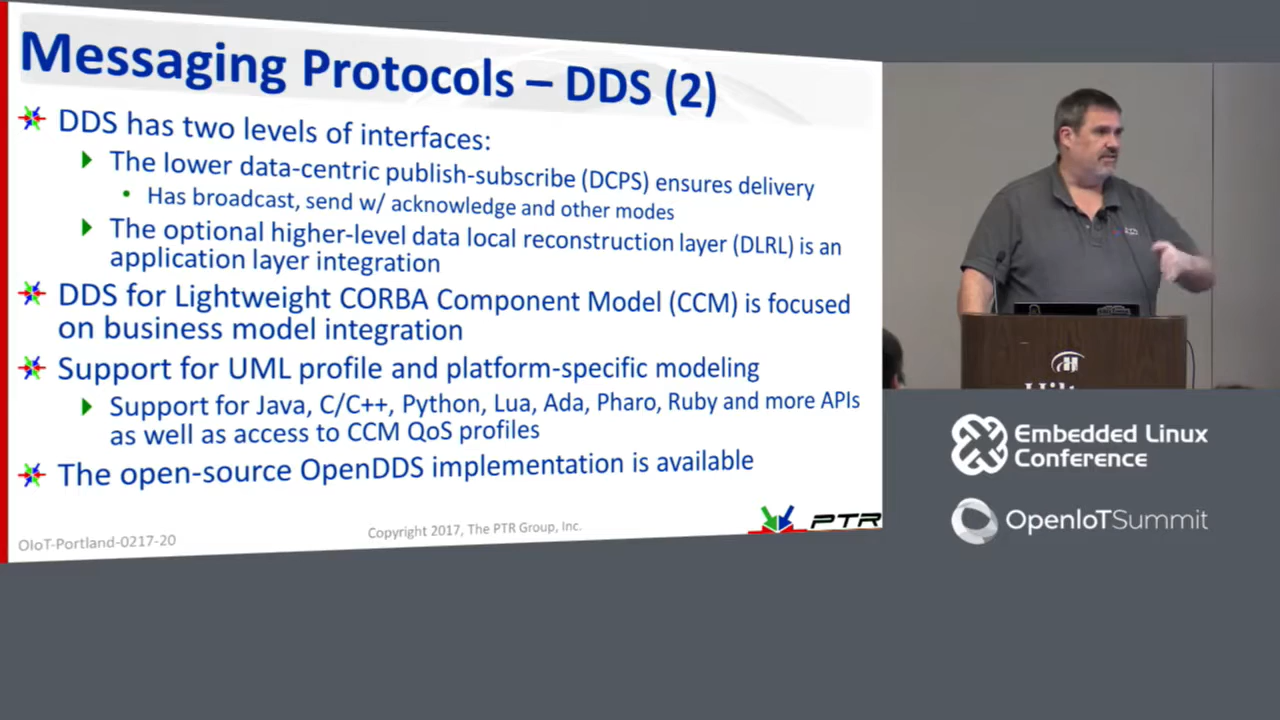 Messaging Protocols – DDS (2)
DDS has two levels of interfaces:
The lower data-centric publish-subscribe (DCPS) ensures delivery
Has broadcast, send w/ acknowledge and other modes
The optional higher-level data local reconstruction layer (DLRL) is an
application layer integration
DDS for Lightweight CORBA Component Model (CCM) is focused
on business model integration
Support for UML profile and platform-specific modeling
Support for Java, C/C++, Python, Lua, Ada, Pharo, Ruby and more APIs
as well as access to CCM QoS profiles
The open-source OpenDDS implementation is available
OIoT-Portland-0217-20
Copyright 2017, The PTR Group, Inc.
PTR
Embedded Linux
Conference
OpenIoTSummit